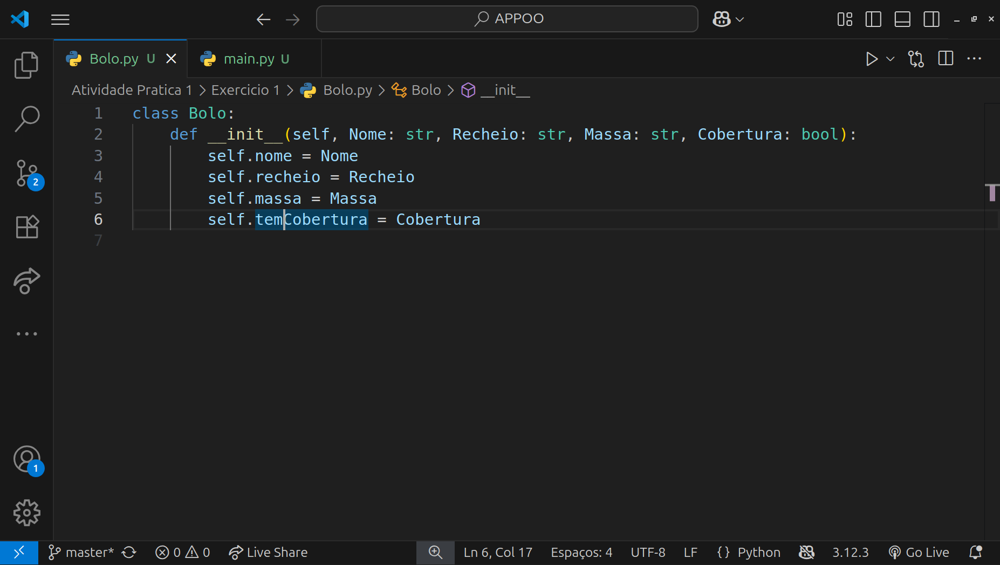 APPOO
Bolo.py U
main.py U
Atividade Pratica 1 > Exercicio 1 > Bolo.py > Bolo > __init__
1 class Bolo:
2 def __init__(self, Nome: str, Recheio: str, Massa: str, Cobertura: bool):
3 self.nome = Nome
4 self.recheio = Recheio
5 self.massa = Massa
6 self.temCobertura = Cobertura
7
2
1
master* 0 0 Live Share Ln 6, Col 17 Espaços: 4 UTF-8 LF {} Python 3.12.3 Go Live